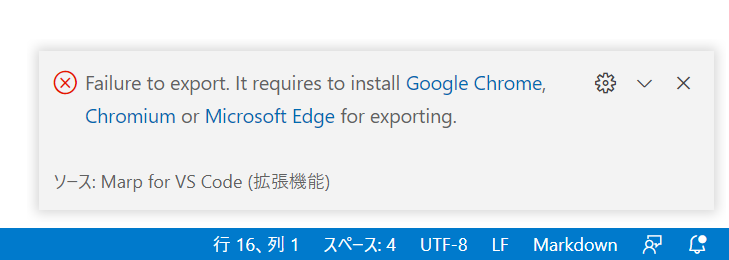 Failure to export. It requires to install Google Chrome,
Chromium or Microsoft Edge for exporting.
ソース: Marp for VS Code (拡張機能)
行 16、列 1 スペース: 4 UTF-8 LF Markdown